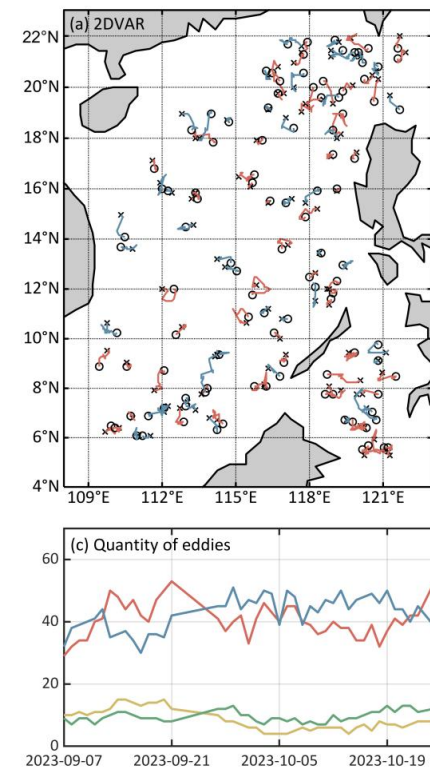 (a) 2DVAR
22°N
20°N
18°N
16°N
14°N
12°N
10°N
8°N
6°N
4°N
109°E 112°E 115°E 118°E 121°E
(c) Quantity of eddies
60
40
20
0
2023-09-07 2023-09-21 2023-10-05 2023-10-19